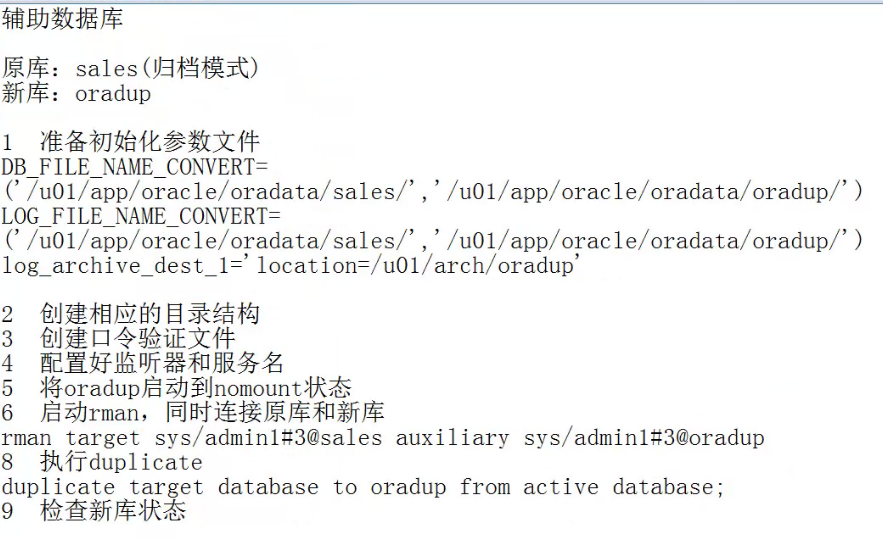 辅助数据库
原库：sales(归档模式)
新库：oradup
1  准备初始化参数文件
DB_FILE_NAME_CONVERT=
('/u01/app/oracle/oradata/sales/','/u01/app/oracle/oradata/oradup/')
LOG_FILE_NAME_CONVERT=
('/u01/app/oracle/oradata/sales/','/u01/app/oracle/oradata/oradup/')
log_archive_dest_1='location=/u01/arch/oradup'
2  创建相应的目录结构
3  创建口令验证文件
4  配置好监听器和服务名
5  将oradup启动到nomount状态
6  启动rman，同时连接原库和新库
rman target sys/admin1#3@sales auxiliary sys/admin1#3@oradup
8  执行duplicate
duplicate target database to oradup from active database;
9  检查新库状态